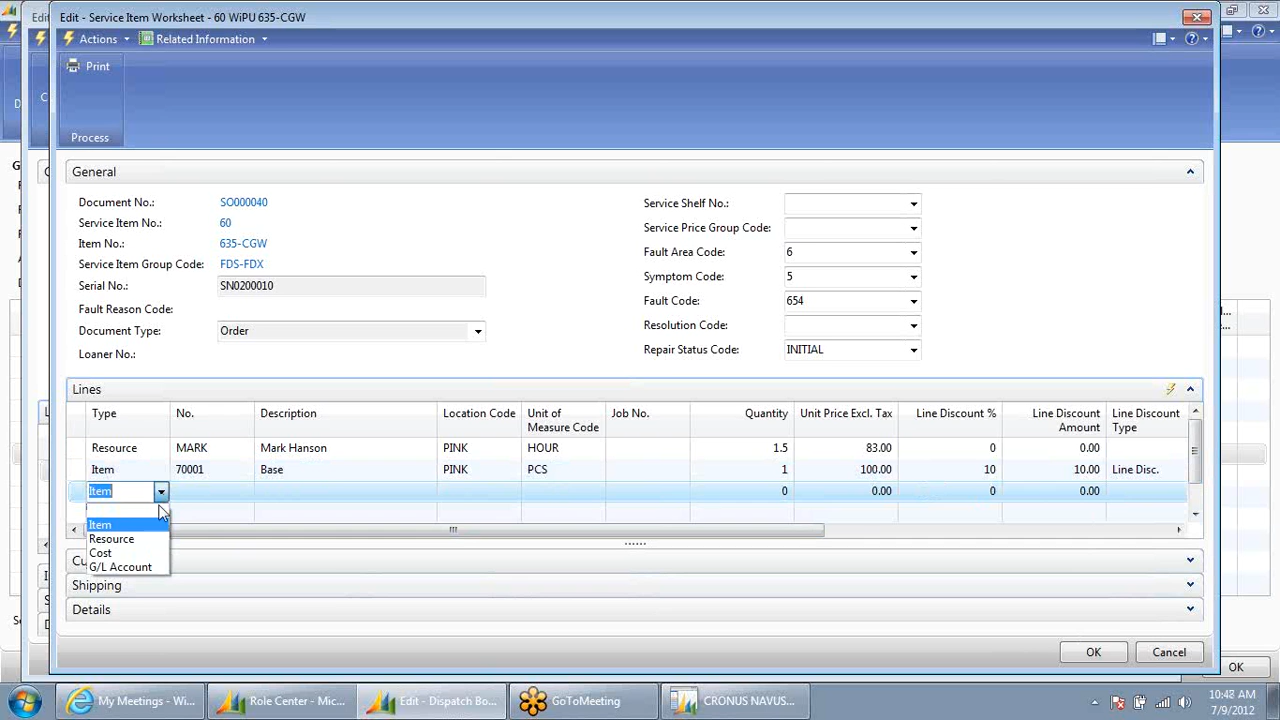 Edit - Service Item Worksheet - 60 WiPU 635-CGW
Actions
Related Information
Print
Process
General
Document No.: SO000040
Service Item No.: 60
Item No.: 635-CGW
Service Item Group Code: FDS-FDX
Serial No.: SN0200010
Fault Reason Code:
Document Type: Order
Loaner No.:
Service Shelf No.:
Service Price Group Code:
Fault Area Code: 6
Symptom Code: 5
Fault Code: 654
Resolution Code:
Repair Status Code: INITIAL
Lines
Type No. Description Location Code Unit of Measure Code Job No. Quantity Unit Price Excl. Tax Line Discount % Line Discount Amount Line Discount Type
Resource MARK Mark Hanson PINK HOUR 1.5 83.00 0 0.00
Item 70001 Base PINK PCS 1 100.00 10 10.00 Line Disc.
Item 0 0.00 0 0.00
Item
Resource
Cost
G/L Account
Shipping
Details
OK
Cancel
OK
My Meetings - Wi...
Role Center - Mic...
Edit - Dispatch Bo...
GoToMeeting
CRONUS NAVUS...
10:48 AM
7/9/2012